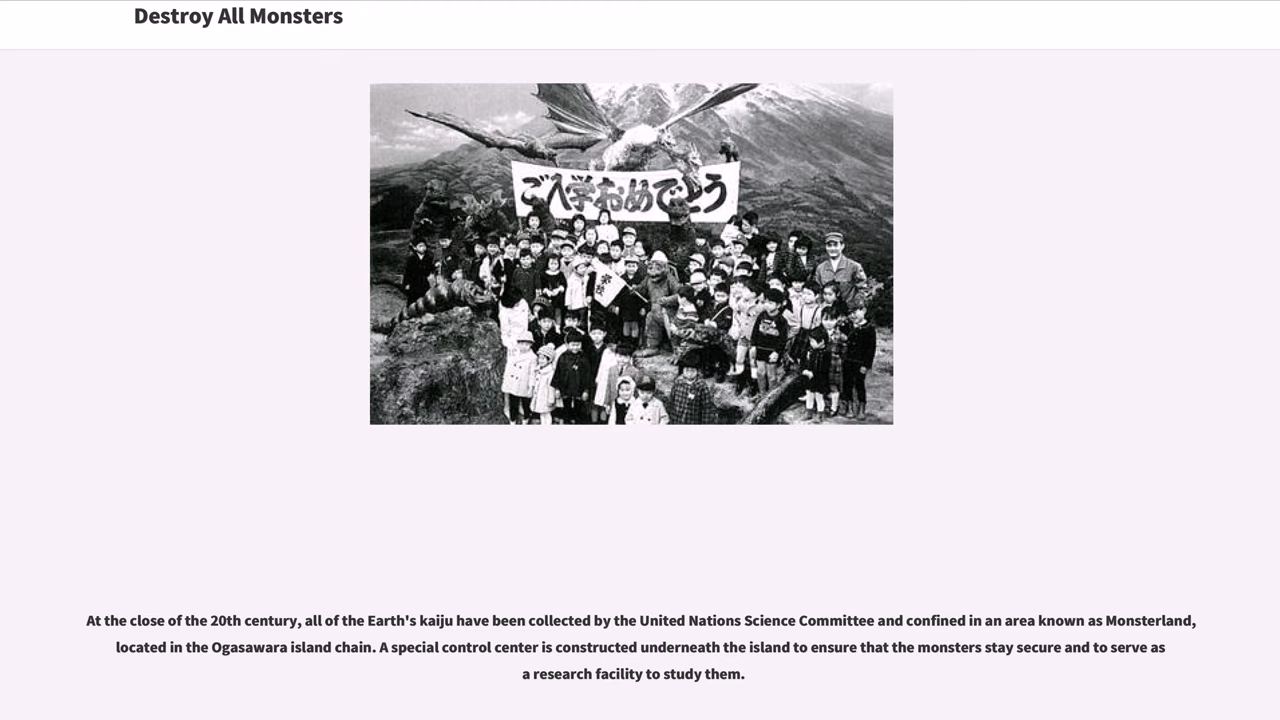 Destroy All Monsters
ご入学おめでとう
At the close of the 20th century, all of the Earth's kaiju have been collected by the United Nations Science Committee and confined in an area known as Monsterland,
located in the Ogasawara island chain. A special control center is constructed underneath the island to ensure that the monsters stay secure and to serve as
a research facility to study them.